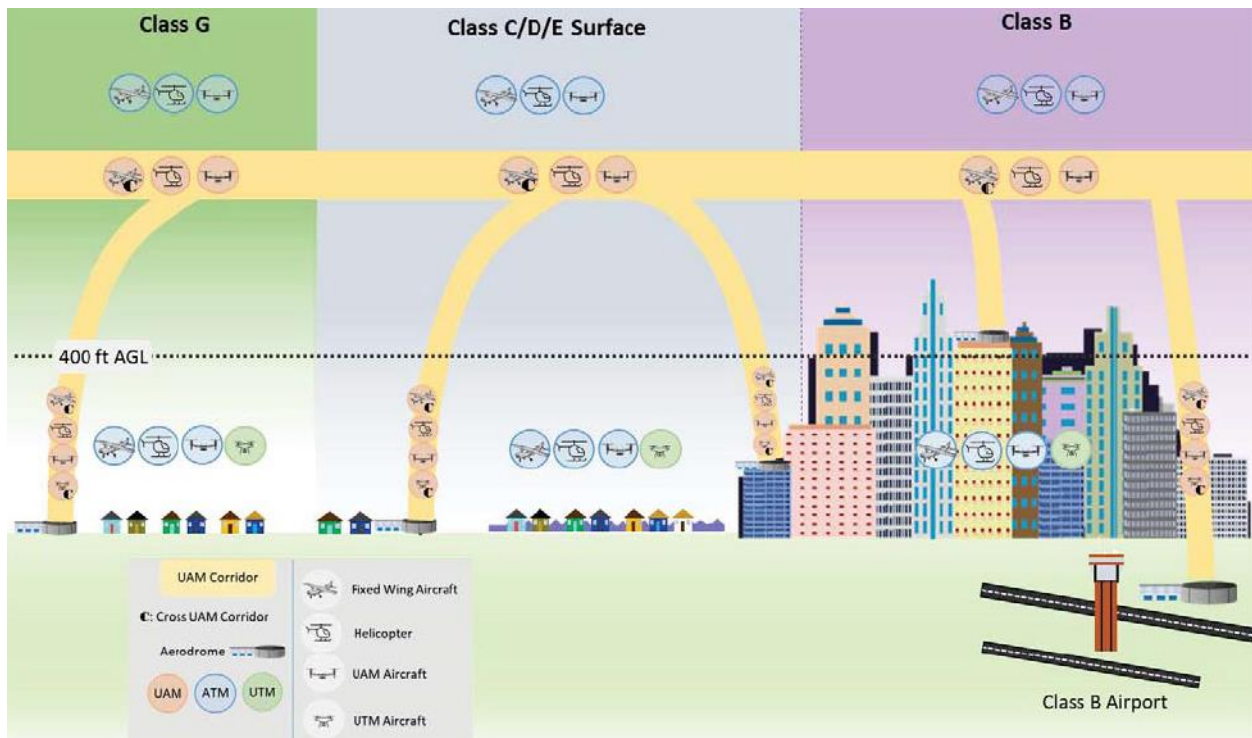 Class G
Class C/D/E Surface
Class B
C
C
C
400 ft AGL
C
C
C
C
C
C
C
C
UAM Corridor
C: Cross UAM Corridor
Aerodrome
UAM
ATM
UTM
Fixed Wing Aircraft
Helicopter
UAM Aircraft
UTM Aircraft
Class B Airport